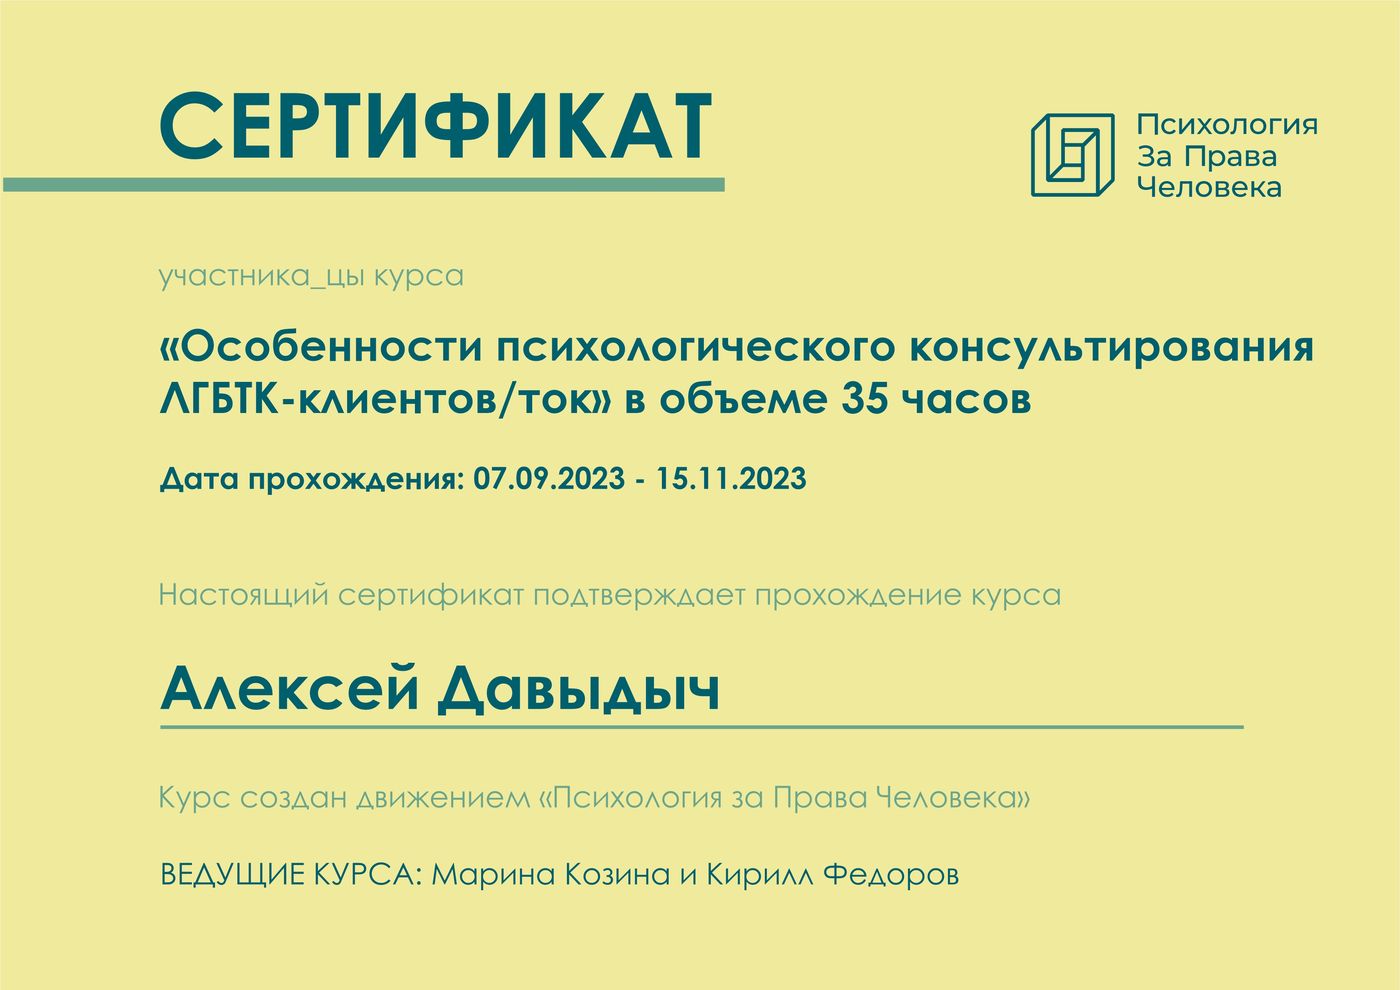 СЕРТИФИКАТ
Психология
За Права
Человека
участника_цы курса
«Особенности психологического консультирования
ЛГБТК-клиентов/ток» в объеме 35 часов
Дата прохождения: 07.09.2023 - 15.11.2023
Настоящий сертификат подтверждает прохождение курса
Алексей Давыдыч
Курс создан движением «Психология за Права Человека»
ВЕДУЩИЕ КУРСА: Марина Козина и Кирилл Федоров